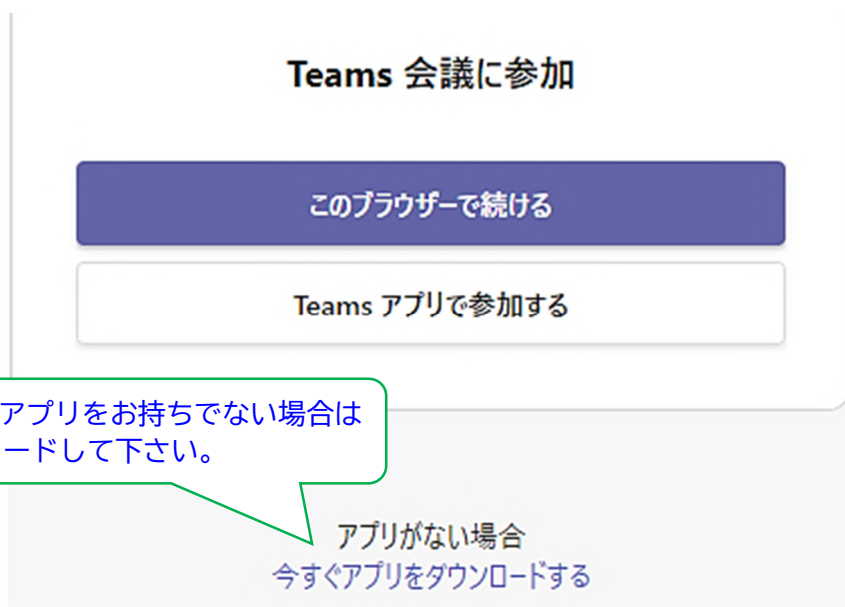 Teams 会議に参加
このブラウザーで続ける
Teams アプリで参加する
アプリをお持ちでない場合は
ードして下さい。
アプリがない場合
今すぐアプリをダウンロードする